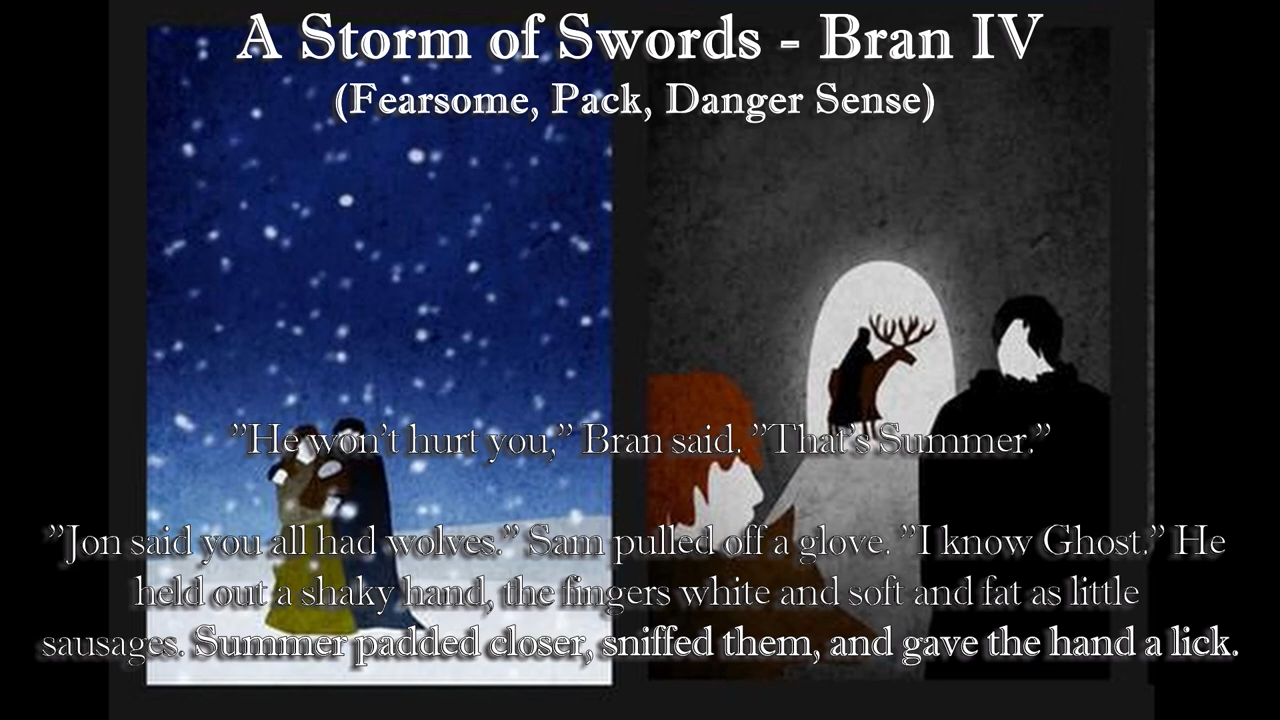 A Storm of Swords - Bran IV
(Fearsome, Pack, Danger Sense)
”He won’t hurt you,” Bran said. ”That’s Summer.”
”Jon said you all had wolves.” Sam pulled off a glove. ”I know Ghost.” He
held out a shaky hand, the fingers white and soft and fat as little
sausages. Summer padded closer, sniffed them, and gave the hand a lick.